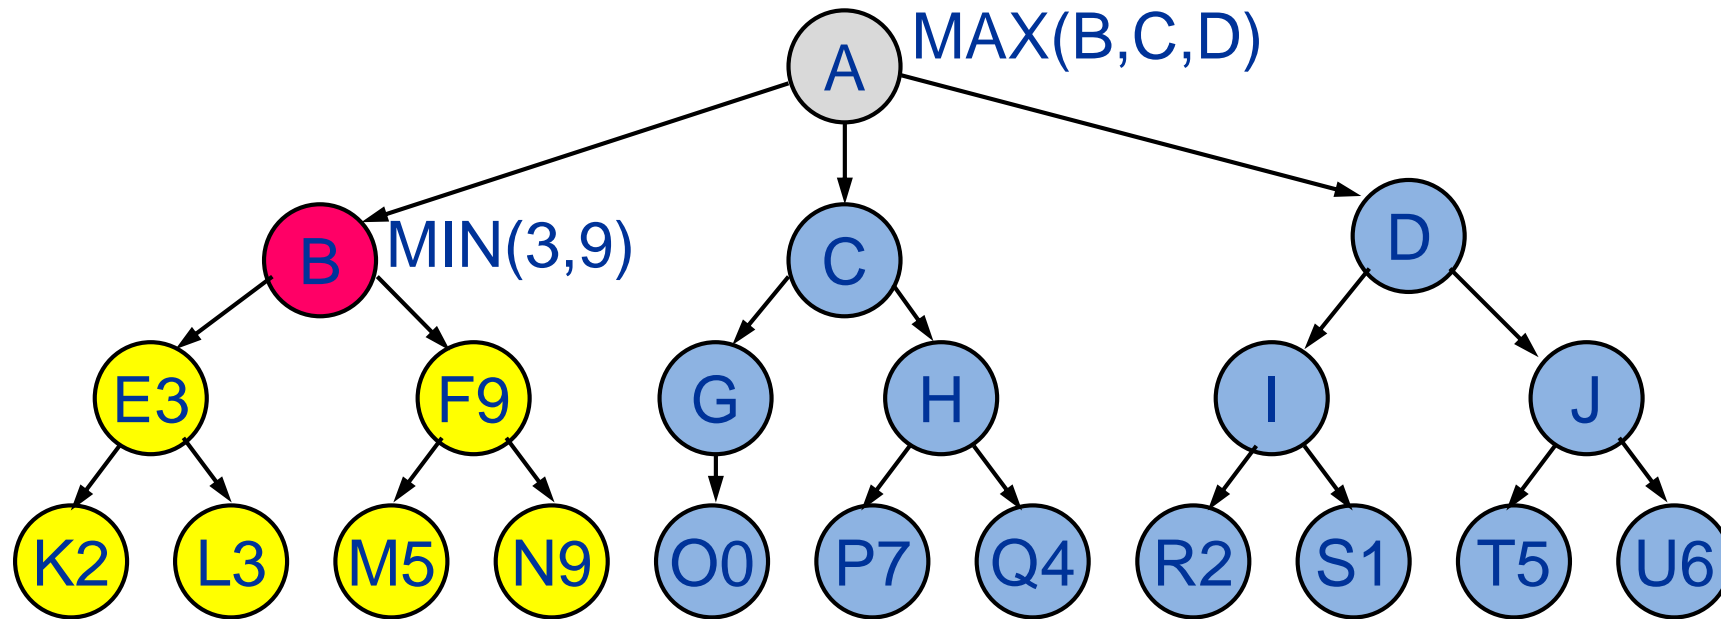 A MAX(B,C,D)
B MIN(3,9) C D
E3 F9 G H I J
K2 L3 M5 N9 O0 P7 Q4 R2 S1 T5 U6